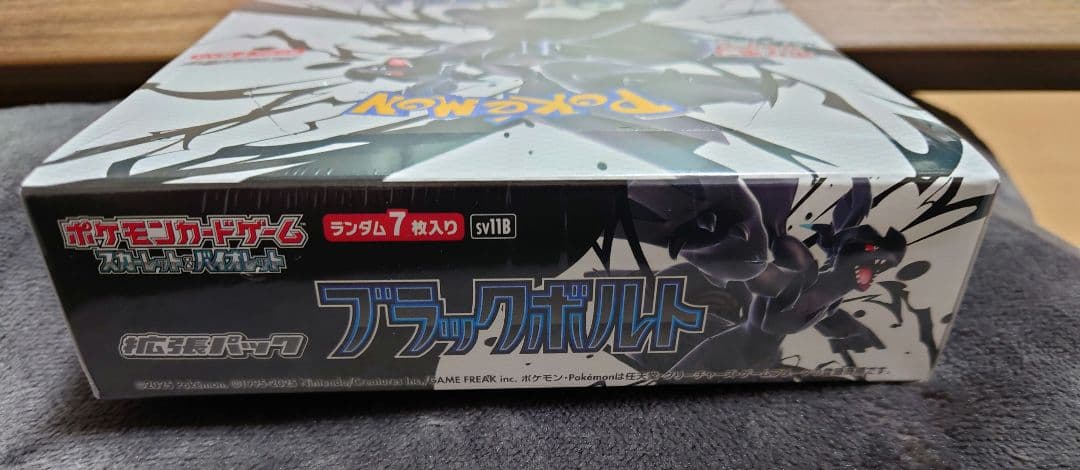 POKÉMON
ポケモンカードゲーム
スカーレット&バイオレット
ランダム7枚入り
SV11B
ブラックボルト
拡張パック
©2025 Pokémon. ©1995-2025 Nintendo/Creatures Inc./GAME FREAK inc. ポケモン・Pokémonは任天堂・クリーチャーズ・ゲームフリークの登録商標です。